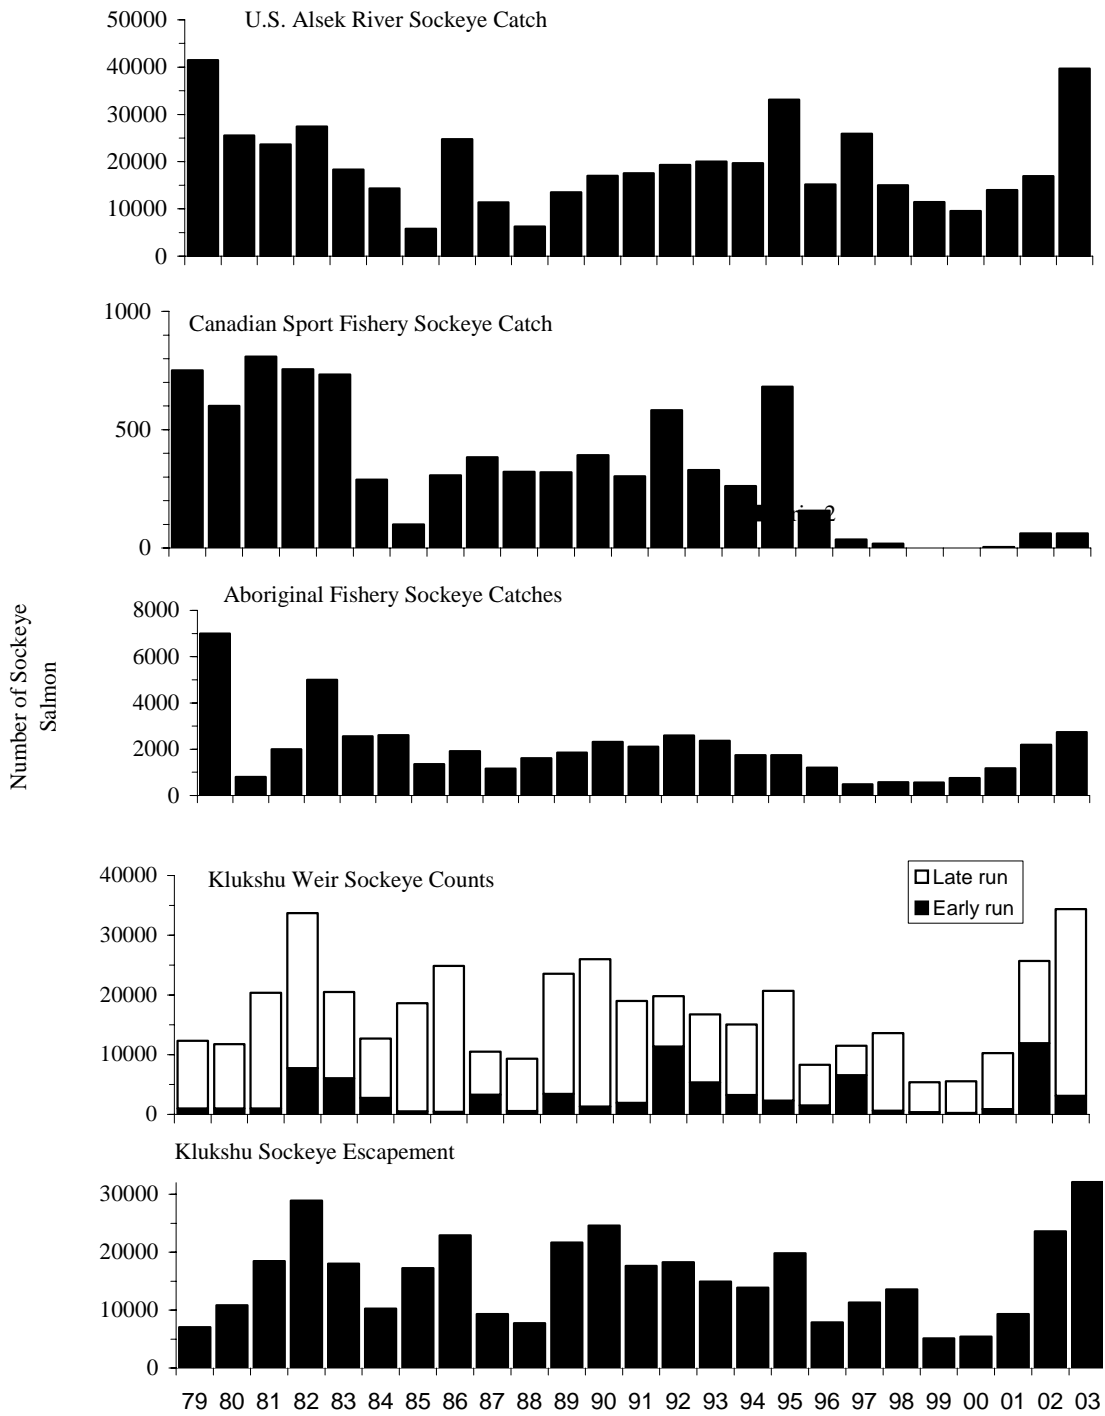 U.S. Alsek River Sockeye Catch
50000
40000
30000
20000
10000
0
Canadian Sport Fishery Sockeye Catch
1000
500
0
Aboriginal Fishery Sockeye Catches
8000
6000
4000
2000
0
Number of Sockeye
Salmon
Klukshu Weir Sockeye Counts
40000
30000
20000
10000
0
Late run
Early run
Klukshu Sockeye Escapement
30000
20000
10000
0
79 80 81 82 83 84 85 86 87 88 89 90 91 92 93 94 95 96 97 98 99 00 01 02 03